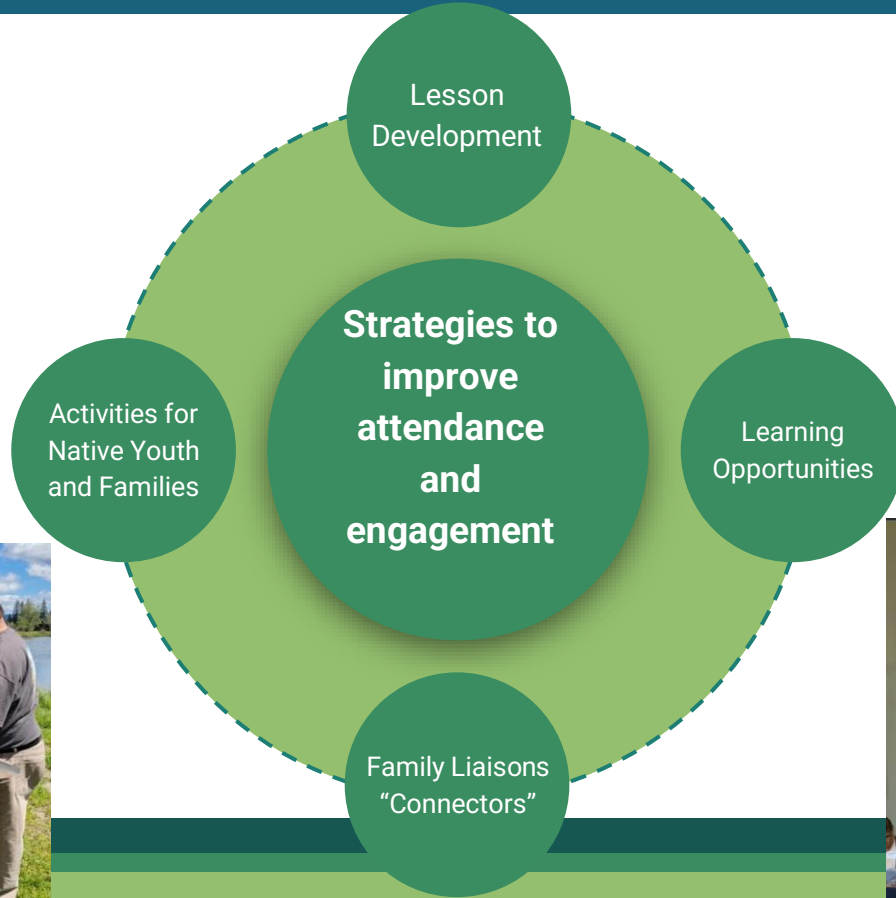 Lesson
Development
Strategies to
improve
attendance
and
engagement
Activities for
Native Youth
and Families
Learning
Opportunities
Family Liaisons
“Connectors”